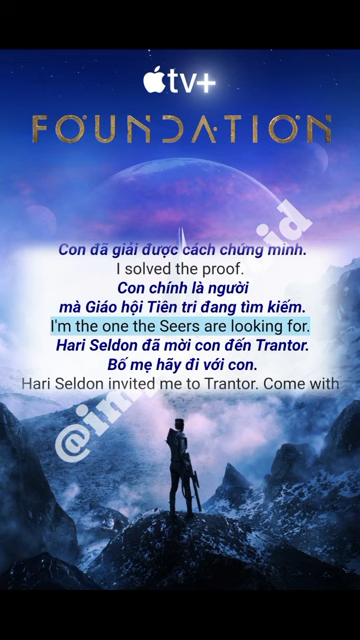 tv+
FOUNDATION
Con đã giải được cách chứng minh.
I solved the proof.
Con chính là người
mà Giáo hội Tiên tri đang tìm kiếm.
I'm the one the Seers are looking for.
Hari Seldon đã mời con đến Trantor.
Bố mẹ hãy đi với con.
Hari Seldon invited me to Trantor. Come with